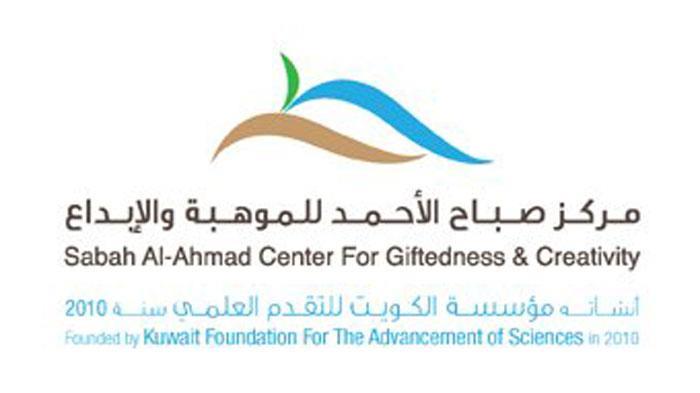 مركز صباح الأحمد للموهبة والإبداع
Sabah Al-Ahmad Center For Giftedness & Creativity
أنشأته مؤسسة الكويت للتقدم العلمي سنة 2010
Founded by Kuwait Foundation For The Advancement of Sciences in 2010